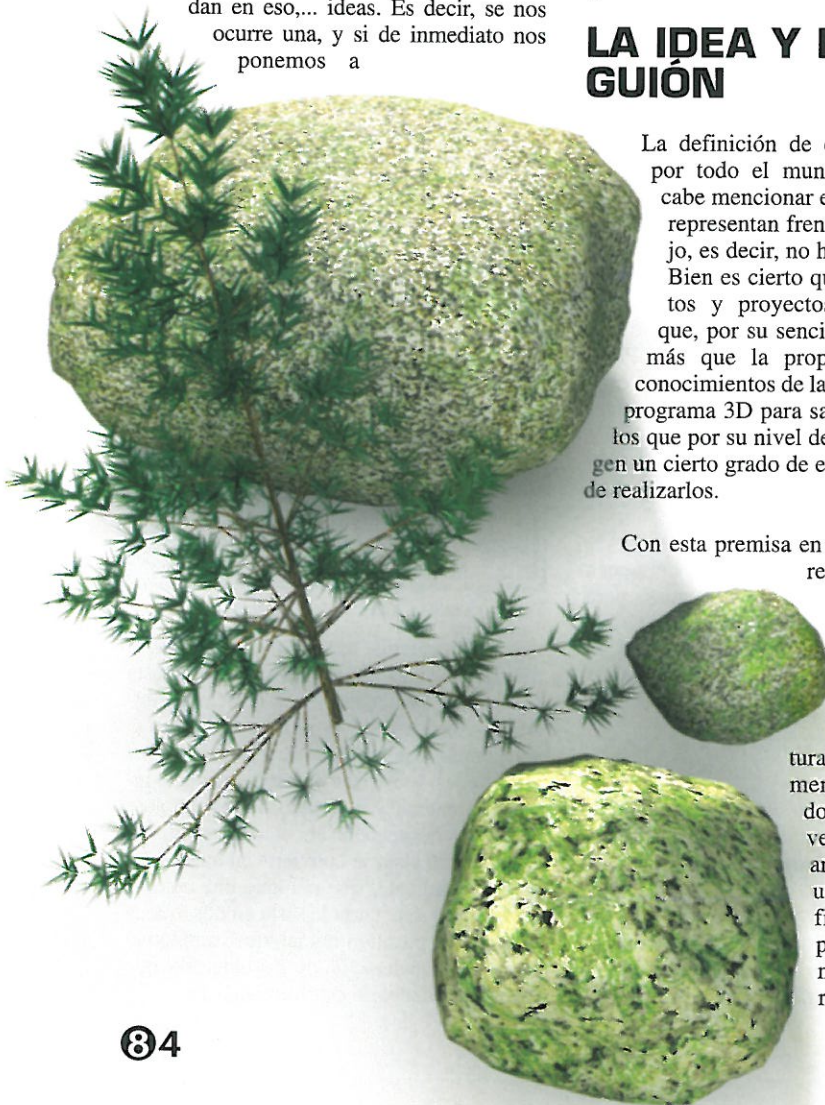 dan en eso,... ideas. Es decir, se nos
ocurre una, y si de inmediato nos
ponemos a
LA IDEA Y
GUIÓN
La definición de
por todo el mun
cabe mencionar e
representan fren
jo, es decir, no h
Bien es cierto qu
tos y proyectos
que, por su senci
más que la prop
conocimientos de la
programa 3D para sa
los que por su nivel de
gen un cierto grado de e
de realizarlos.
Con esta premisa en
re
tura
men
do
ve
ar
u
fi
p
n
r
84